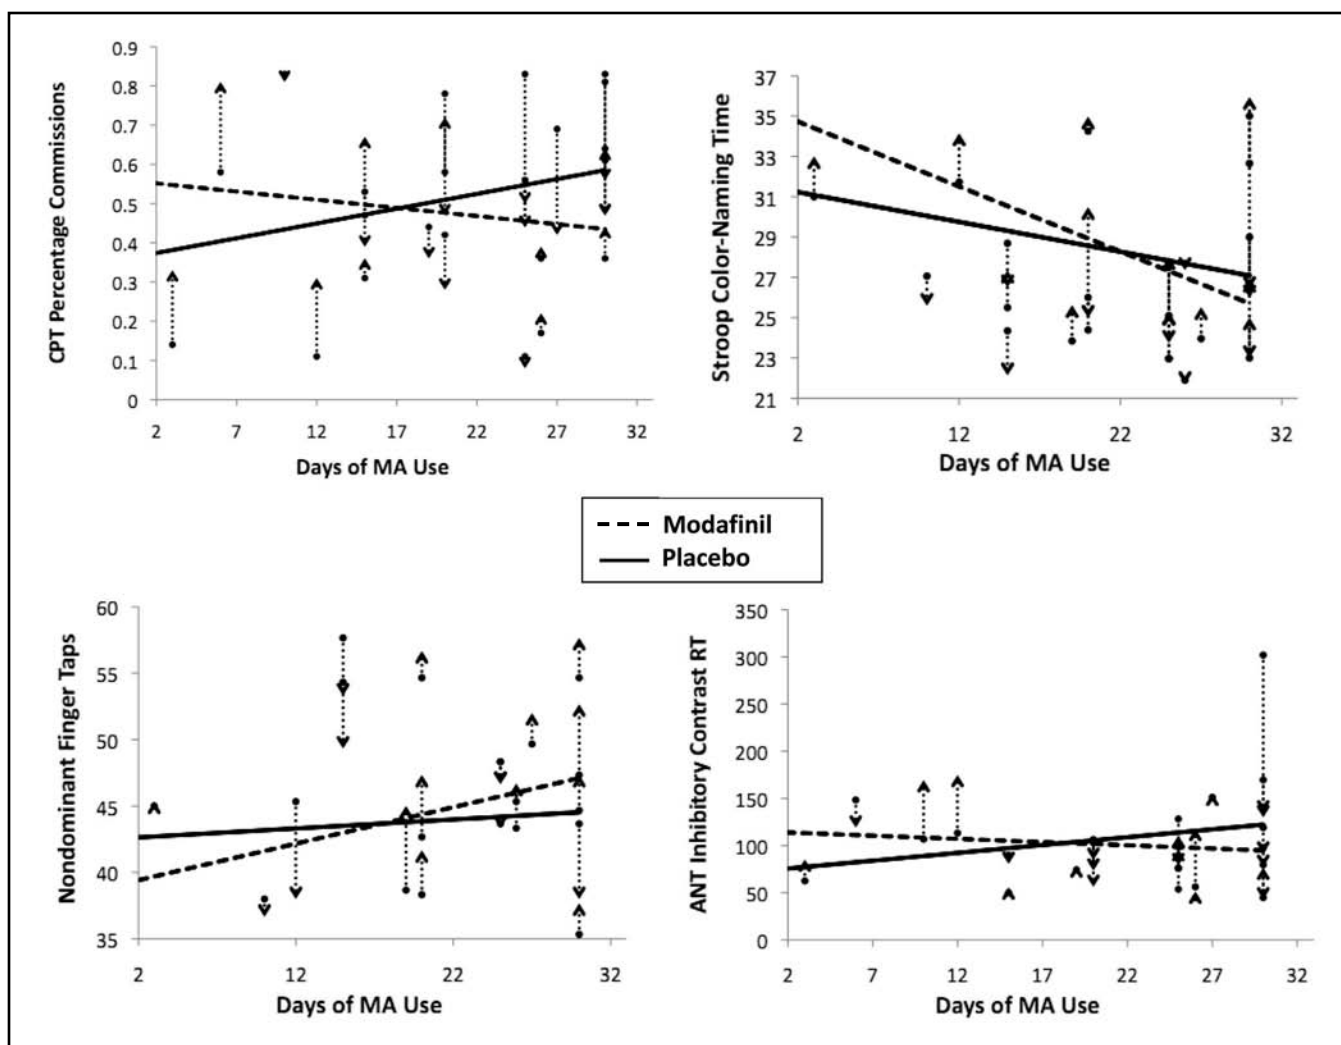 CPT Percentage Commissions
0.9
0.8
0.7
0.6
0.5
0.4
0.3
0.2
0.1
0
2 7 12 17 22 27 32
Days of MA Use
Stroop Color-Naming Time
37
35
33
31
29
27
25
23
21
2 12 22 32
Days of MA Use
Modafinil
Placebo
Nondominant Finger Taps
60
55
50
45
40
35
2 12 22 32
Days of MA Use
ANT Inhibitory Contrast RT
350
300
250
200
150
100
50
0
2 7 12 17 22 27 32
Days of MA Use